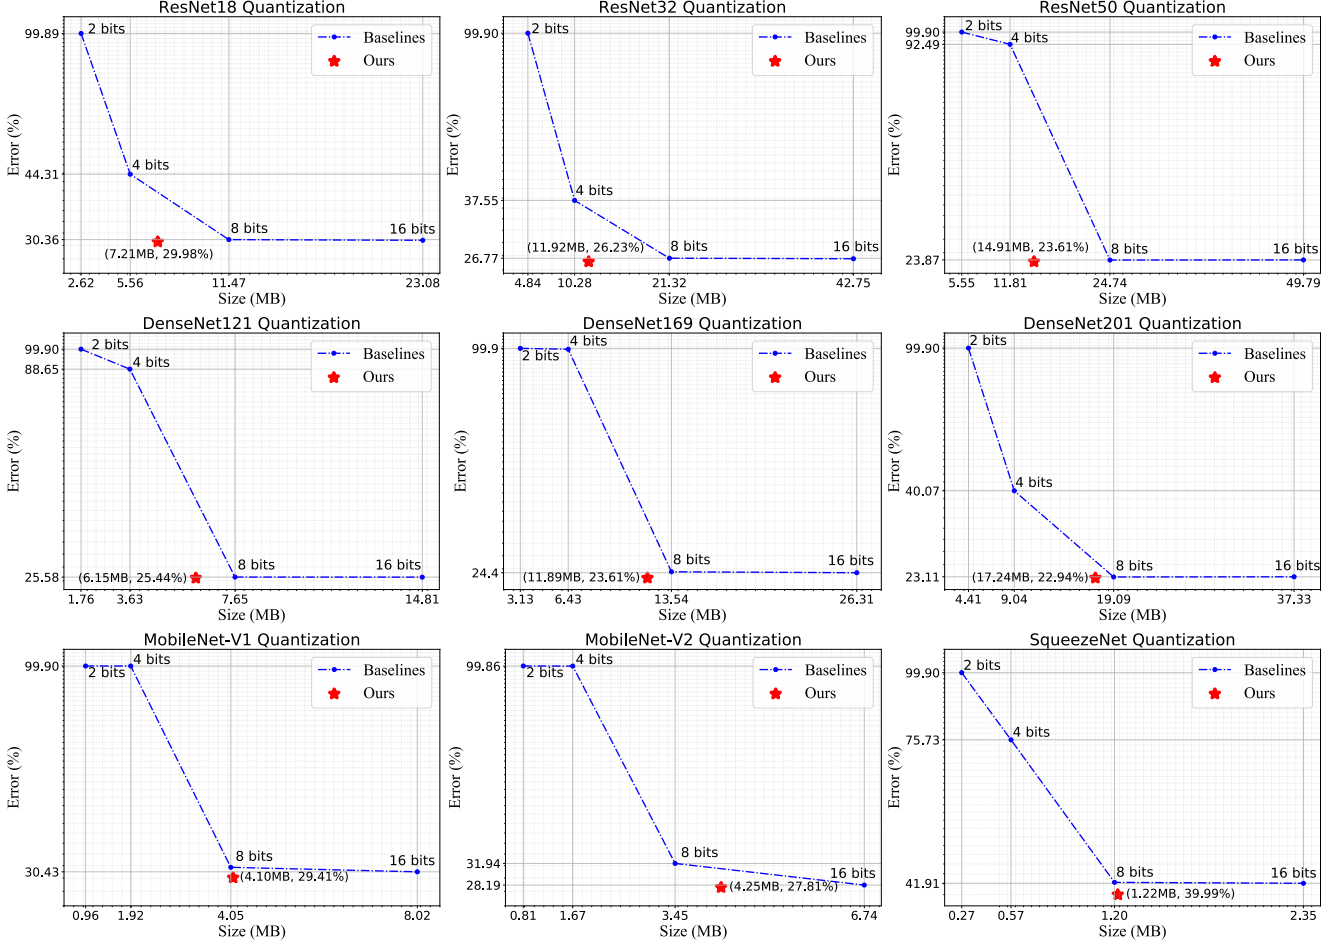 ResNet18 Quantization
99.89
44.31
30.36
Error (%)
2 bits
4 bits
8 bits
16 bits
(7.21MB, 29.98%)
Baselines
Ours
2.62 5.56 11.47 23.08
Size (MB)
ResNet32 Quantization
99.90
37.55
26.77
Error (%)
2 bits
4 bits
8 bits
16 bits
(11.92MB, 26.23%)
Baselines
Ours
4.84 10.28 21.32 42.75
Size (MB)
ResNet50 Quantization
99.90
92.49
23.87
Error (%)
2 bits
4 bits
8 bits
16 bits
(14.91MB, 23.61%)
Baselines
Ours
5.55 11.81 24.74 49.79
Size (MB)
DenseNet121 Quantization
99.90
88.65
25.58
Error (%)
2 bits
4 bits
8 bits
16 bits
(6.15MB, 25.44%)
Baselines
Ours
1.76 3.63 7.65 14.81
Size (MB)
DenseNet169 Quantization
99.9
24.4
Error (%)
2 bits
4 bits
8 bits
16 bits
(11.89MB, 23.61%)
Baselines
Ours
3.13 6.43 13.54 26.31
Size (MB)
DenseNet201 Quantization
99.90
40.07
23.11
Error (%)
2 bits
4 bits
8 bits
16 bits
(17.24MB, 22.94%)
Baselines
Ours
4.41 9.04 19.09 37.33
Size (MB)
MobileNet-V1 Quantization
99.90
30.43
Error (%)
2 bits
4 bits
8 bits
16 bits
(4.10MB, 29.41%)
Baselines
Ours
0.96 1.92 4.05 8.02
Size (MB)
MobileNet-V2 Quantization
99.86
31.94
28.19
Error (%)
2 bits
4 bits
8 bits
16 bits
(4.25MB, 27.81%)
Baselines
Ours
0.81 1.67 3.45 6.74
Size (MB)
SqueezeNet Quantization
99.90
75.73
41.91
Error (%)
2 bits
4 bits
8 bits
16 bits
(1.22MB, 39.99%)
Baselines
Ours
0.27 0.57 1.20 2.35
Size (MB)